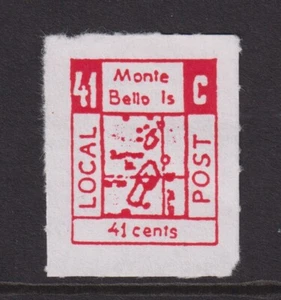 41 Monte C
Bello Is
LOCAL
POST
41 cents